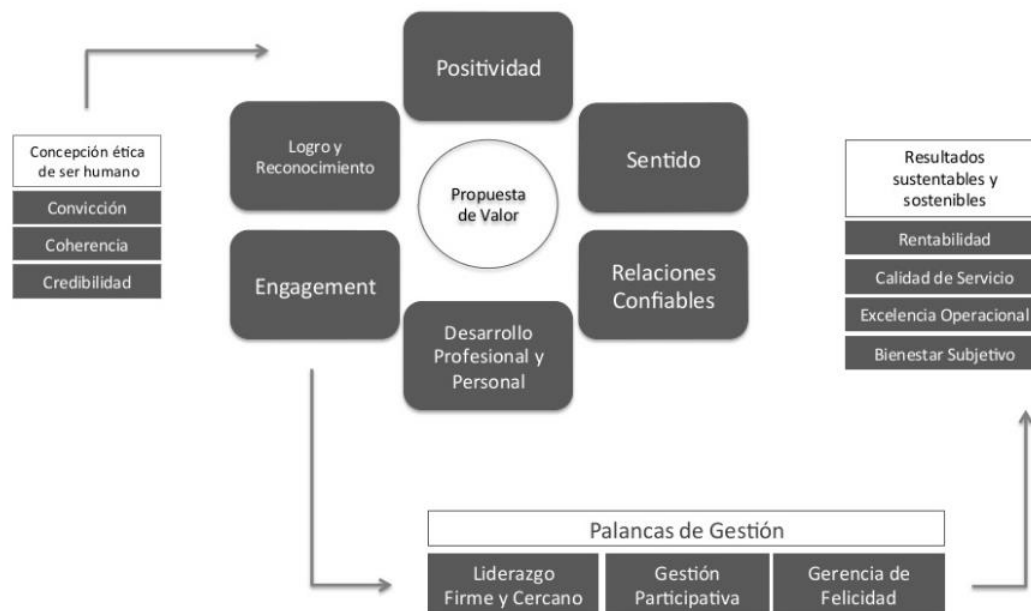 Positividad
Logro y
Reconocimiento
Sentido
Propuesta
de Valor
Engagement
Relaciones
Confiables
Desarrollo
Profesional y
Personal
Concepción ética
de ser humano
Convicción
Coherencia
Credibilidad
Resultados
sustentables y
sostenibles
Rentabilidad
Calidad de Servicio
Excelencia Operacional
Bienestar Subjetivo
Palancas de Gestión
Liderazgo
Firme y Cercano
Gestión
Participativa
Gerencia de
Felicidad